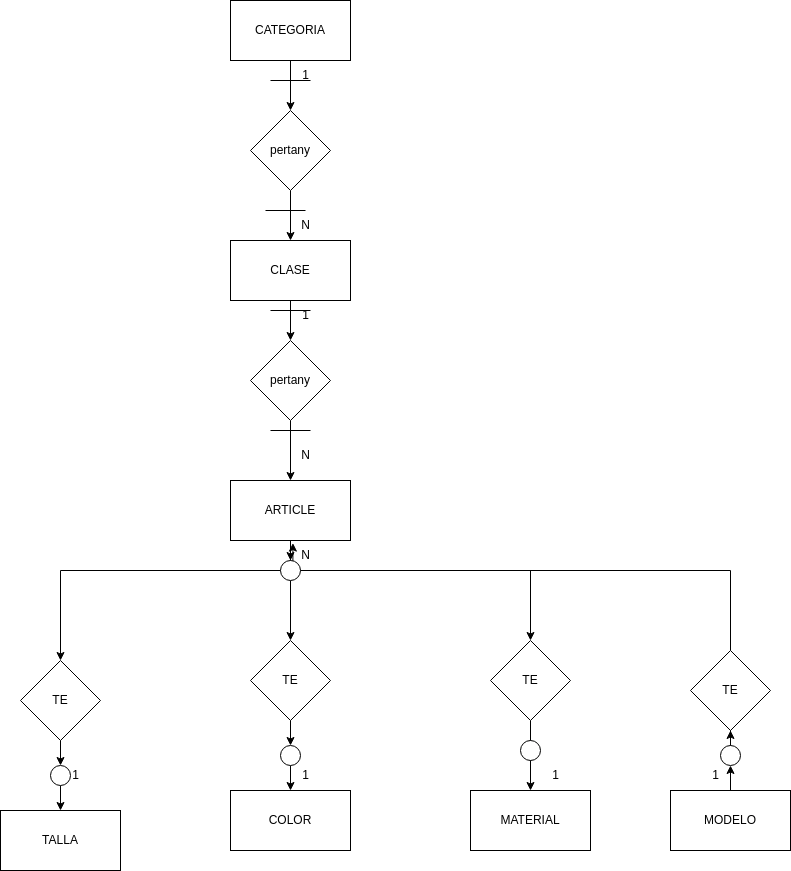 CATEGORIA
1
pertany
N
CLASE
1
pertany
N
ARTICLE
N
TE
TE
TE
TE
1
1
1
1
TALLA
COLOR
MATERIAL
MODELO